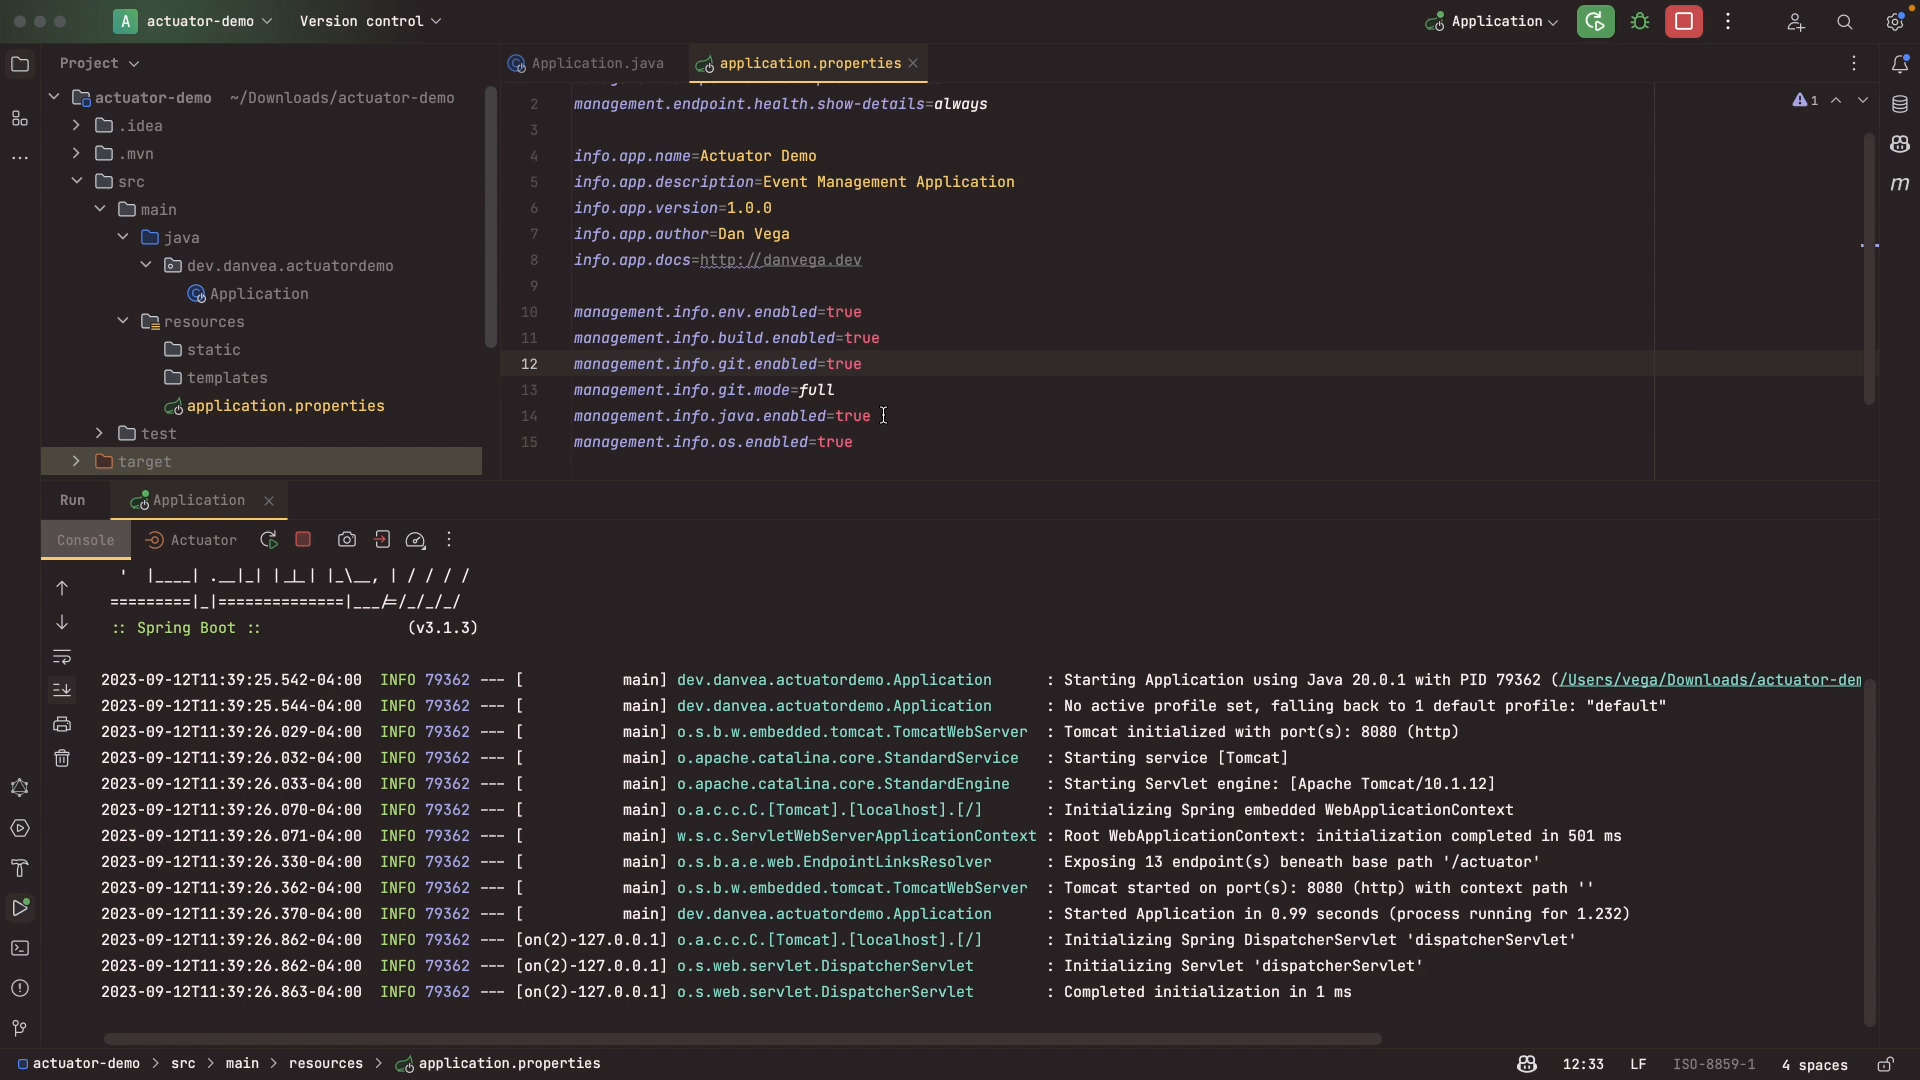 A actuator-demo Version control Application
Project
actuator-demo ~/Downloads/actuator-demo
.idea
.mvn
src
main
java
dev.danvea.actuatordemo
Application
resources
static
templates
application.properties
test
target
Application.java application.properties
1
2 management.endpoint.health.show-details=always
3
4 info.app.name=Actuator Demo
5 info.app.description=Event Management Application
6 info.app.version=1.0.0
7 info.app.author=Dan Vega
8 info.app.docs=http://danvega.dev
9
10 management.info.env.enabled=true
11 management.info.build.enabled=true
12 management.info.git.enabled=true
13 management.info.git.mode=full
14 management.info.java.enabled=true
15 management.info.os.enabled=true
m
Run Application
Console Actuator
' |____| .__|_| |_|_| |_\__, | / / / /
=========|_|==============|___/=/_/_/_/
:: Spring Boot :: (v3.1.3)
2023-09-12T11:39:25.542-04:00 INFO 79362 --- [ main] dev.danvea.actuatordemo.Application : Starting Application using Java 20.0.1 with PID 79362 (/Users/vega/Downloads/actuator-dem
2023-09-12T11:39:25.544-04:00 INFO 79362 --- [ main] dev.danvea.actuatordemo.Application : No active profile set, falling back to 1 default profile: "default"
2023-09-12T11:39:26.029-04:00 INFO 79362 --- [ main] o.s.b.w.embedded.tomcat.TomcatWebServer : Tomcat initialized with port(s): 8080 (http)
2023-09-12T11:39:26.032-04:00 INFO 79362 --- [ main] o.apache.catalina.core.StandardService : Starting service [Tomcat]
2023-09-12T11:39:26.033-04:00 INFO 79362 --- [ main] o.apache.catalina.core.StandardEngine : Starting Servlet engine: [Apache Tomcat/10.1.12]
2023-09-12T11:39:26.070-04:00 INFO 79362 --- [ main] o.a.c.c.C.[Tomcat].[localhost].[/] : Initializing Spring embedded WebApplicationContext
2023-09-12T11:39:26.071-04:00 INFO 79362 --- [ main] w.s.c.ServletWebServerApplicationContext : Root WebApplicationContext: initialization completed in 501 ms
2023-09-12T11:39:26.330-04:00 INFO 79362 --- [ main] o.s.b.a.e.web.EndpointLinksResolver : Exposing 13 endpoint(s) beneath base path '/actuator'
2023-09-12T11:39:26.362-04:00 INFO 79362 --- [ main] o.s.b.w.embedded.tomcat.TomcatWebServer : Tomcat started on port(s): 8080 (http) with context path ''
2023-09-12T11:39:26.370-04:00 INFO 79362 --- [ main] dev.danvea.actuatordemo.Application : Started Application in 0.99 seconds (process running for 1.232)
2023-09-12T11:39:26.862-04:00 INFO 79362 --- [on(2)-127.0.0.1] o.a.c.c.C.[Tomcat].[localhost].[/] : Initializing Spring DispatcherServlet 'dispatcherServlet'
2023-09-12T11:39:26.862-04:00 INFO 79362 --- [on(2)-127.0.0.1] o.s.web.servlet.DispatcherServlet : Initializing Servlet 'dispatcherServlet'
2023-09-12T11:39:26.863-04:00 INFO 79362 --- [on(2)-127.0.0.1] o.s.web.servlet.DispatcherServlet : Completed initialization in 1 ms
actuator-demo > src > main > resources > application.properties 12:33 LF ISO-8859-1 4 spaces